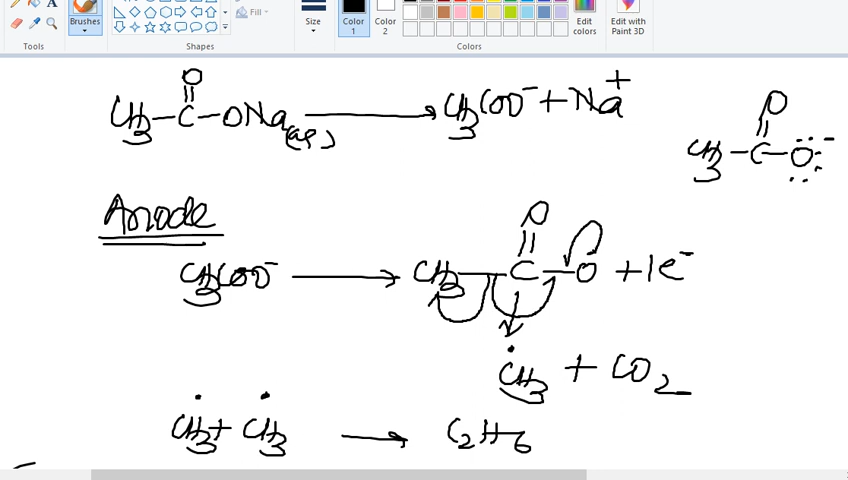 Tools
Brushes
Shapes
Fill
Size
Color 1
Color 2
Colors
Edit colors
Edit with Paint 3D
O
CH3–C–ONa(aq) → CH3COO⁻ + Na⁺
O
CH3–C–O⁻
Anode
O
CH3COO⁻ → CH3–C–O + 1e⁻
ĊH3 + CO2
ĊH3 + ĊH3 → C2H6